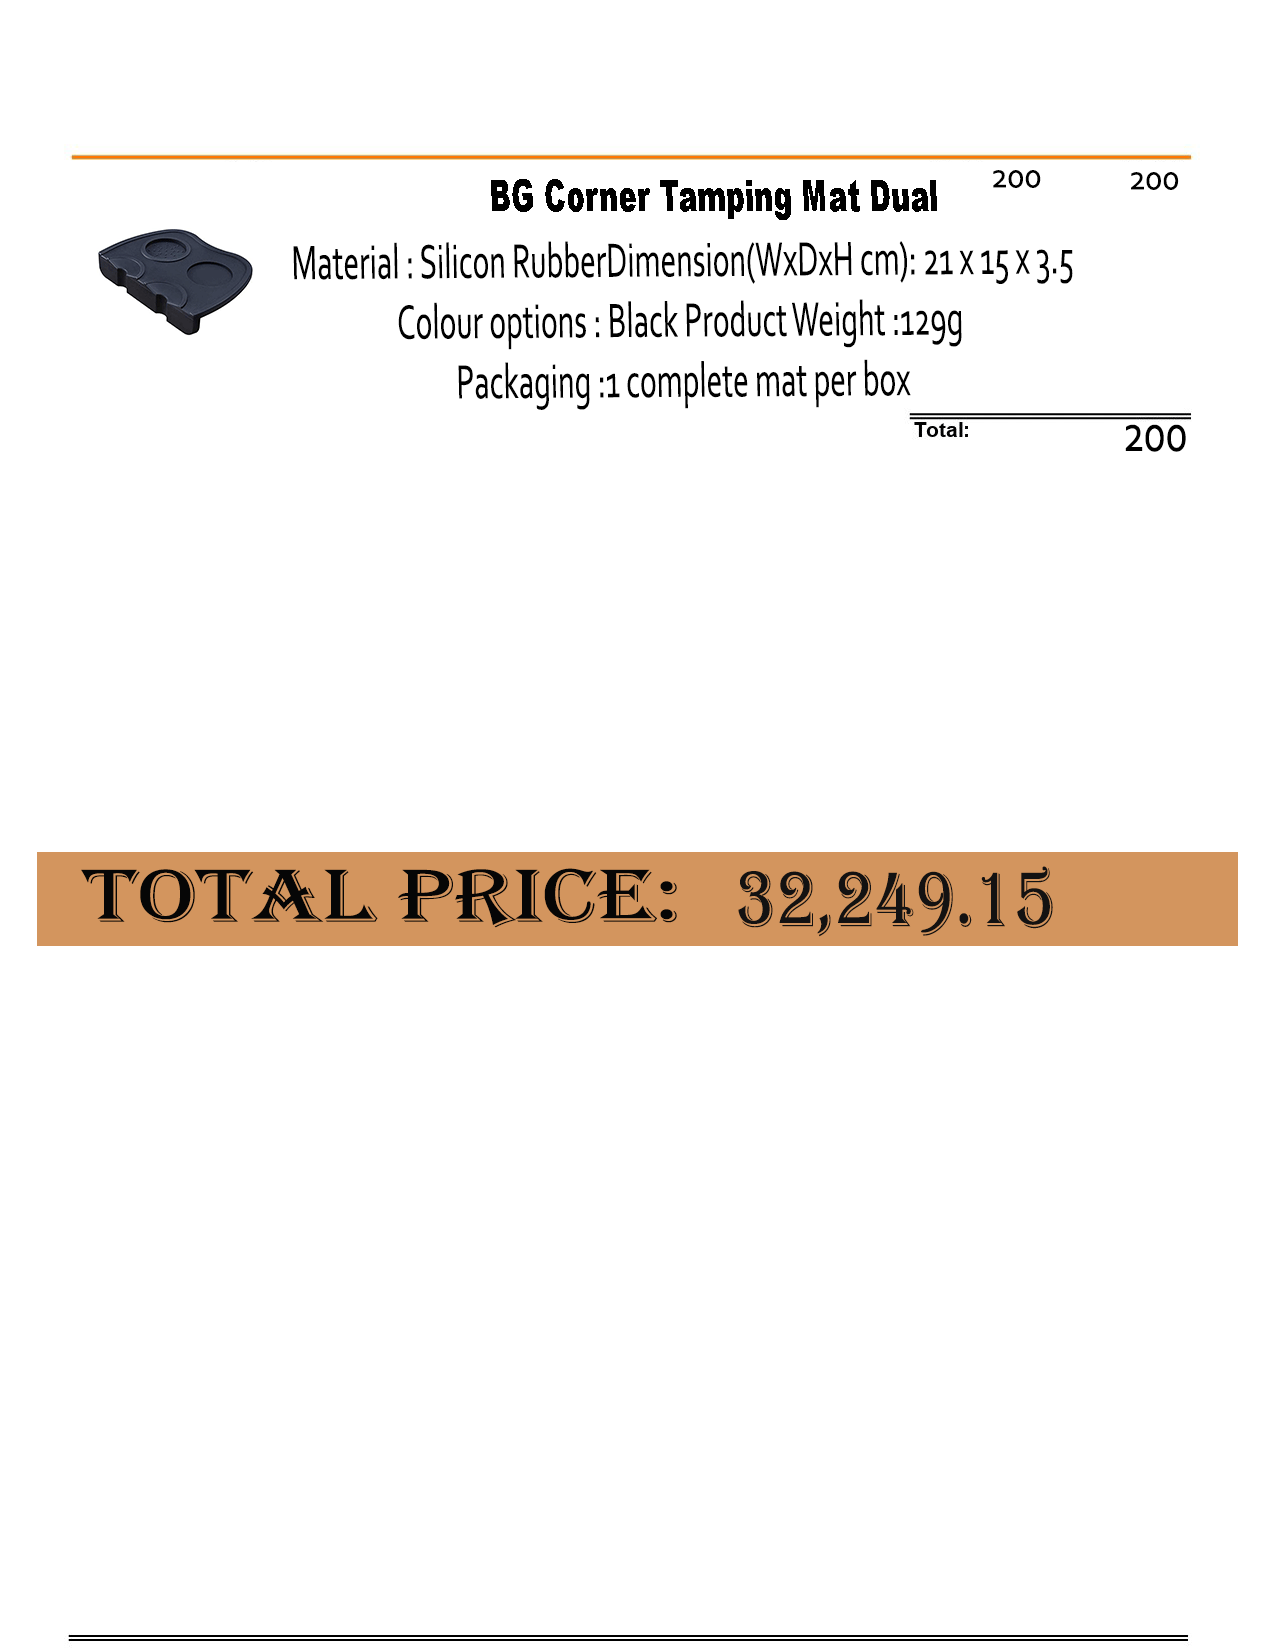 BG Corner Tamping Mat Dual 200 200
Material : Silicon RubberDimension(WxDxH cm): 21 x 15 x 3.5
Colour options : Black Product Weight :129g
Packaging :1 complete mat per box
Total: 200
TOTAL PRICE: 32,249.15